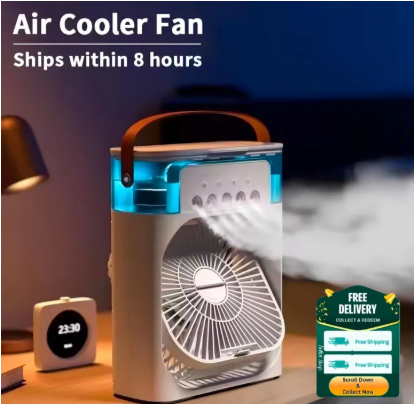 Air Cooler Fan
Ships within 8 hours
23:30
FREE
DELIVERY
COLLECT & REDEEM
Free Shipping
Free Shipping
Scroll Down
&
Collect Now